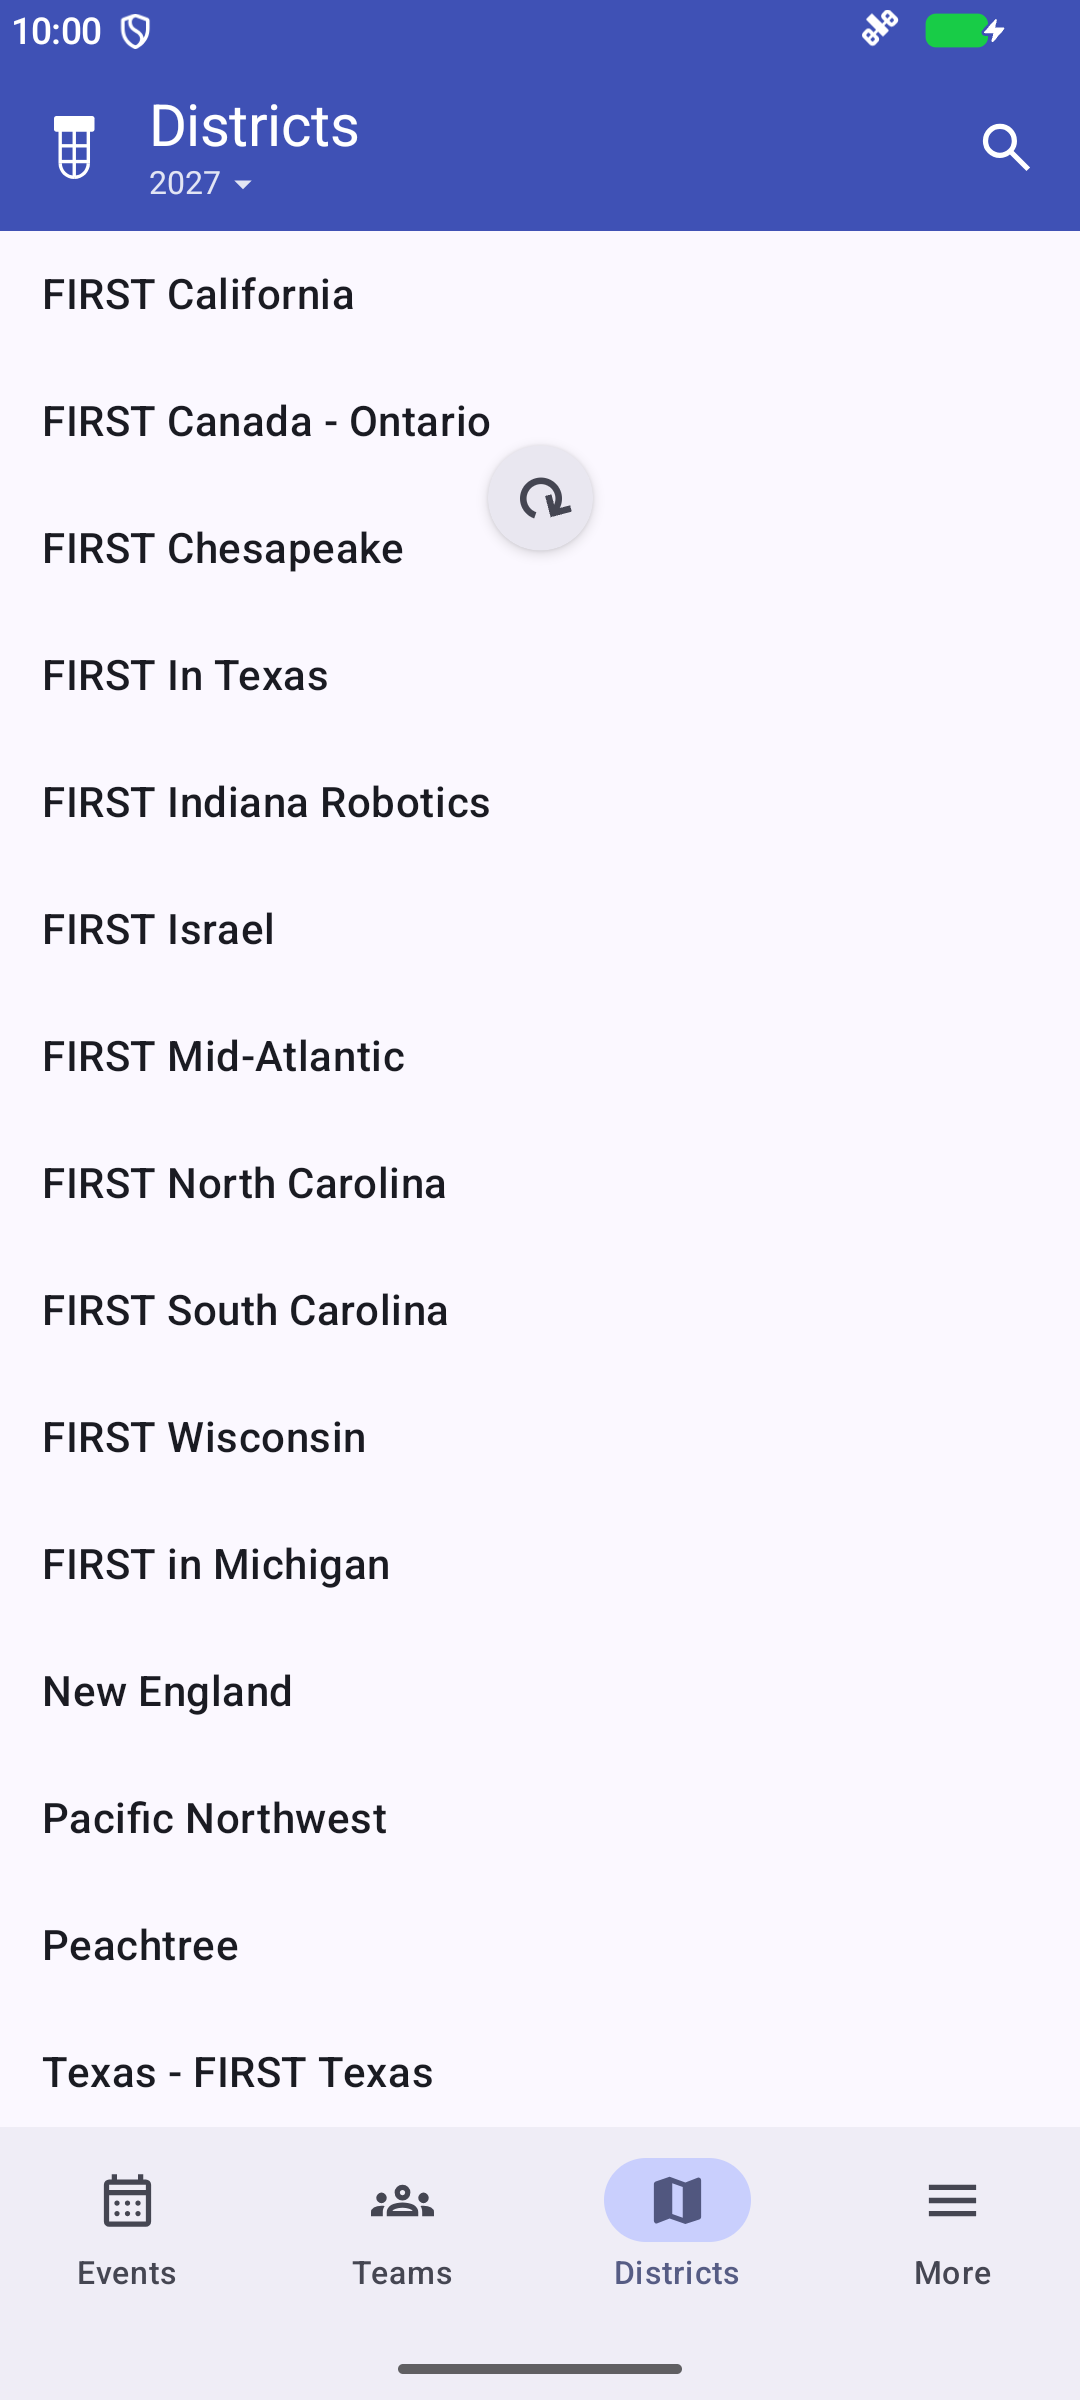 10:00
Districts
2027
FIRST California
FIRST Canada - Ontario
FIRST Chesapeake
FIRST In Texas
FIRST Indiana Robotics
FIRST Israel
FIRST Mid-Atlantic
FIRST North Carolina
FIRST South Carolina
FIRST Wisconsin
FIRST in Michigan
New England
Pacific Northwest
Peachtree
Texas - FIRST Texas
Events
Teams
Districts
More